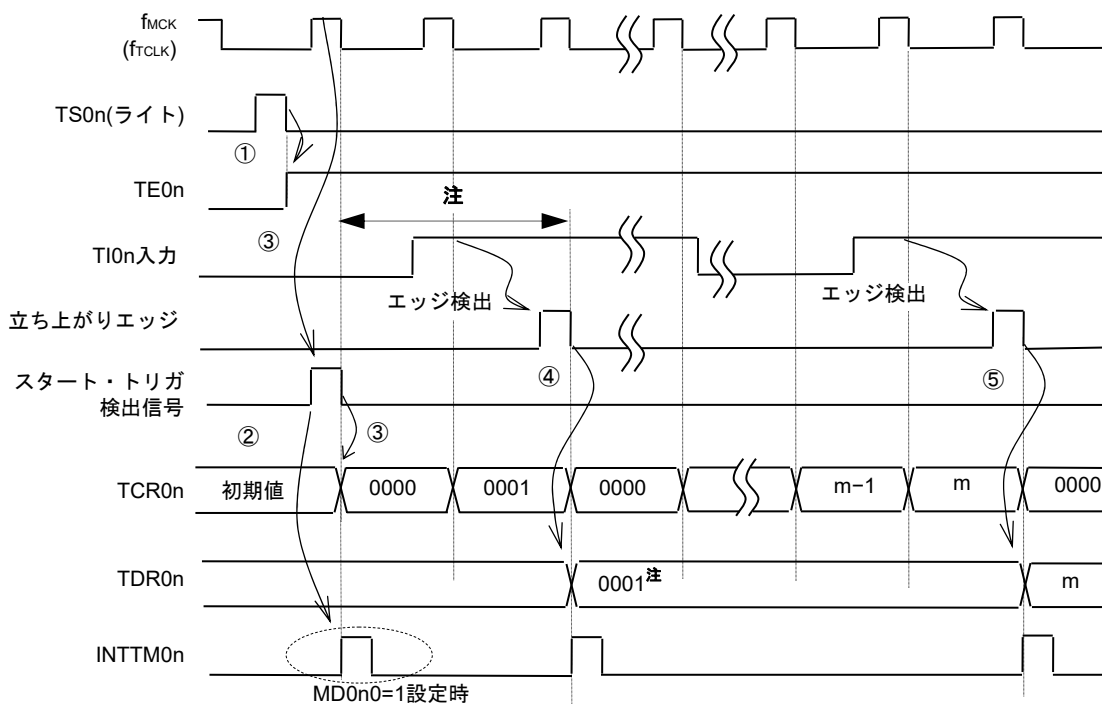 fMCK
(fTCLK)
TS0n(ライト)
①
TE0n
注
③
TI0n入力
エッジ検出
エッジ検出
立ち上がりエッジ
④
⑤
スタート・トリガ
検出信号
②
③
TCR0n
初期値
0000
0001
0000
m−1
m
0000
TDR0n
0001注
m
INTTM0n
MD0n0=1設定時